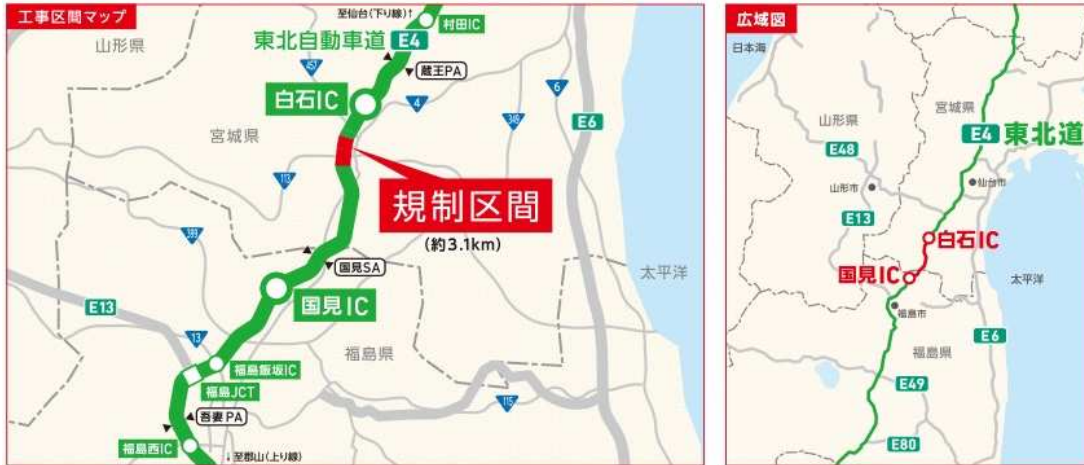 工事区間マップ
至仙台(下り線)↑
村田IC
山形県
東北自動車道 E4
457
蔵王PA
白石IC
4
6
349
E6
宮城県
113
規制区間
(約3.1km)
399
国見SA
太平洋
国見IC
E13
13
福島県
福島飯坂IC
福島JCT
115
吾妻PA
福島西IC
↓至郡山(上り線)
広域図
日本海
宮城県
山形県
E4 東北道
E48
山形市
仙台市
E13
白石IC
国見IC
太平洋
福島市
E6
福島県
E49
E80